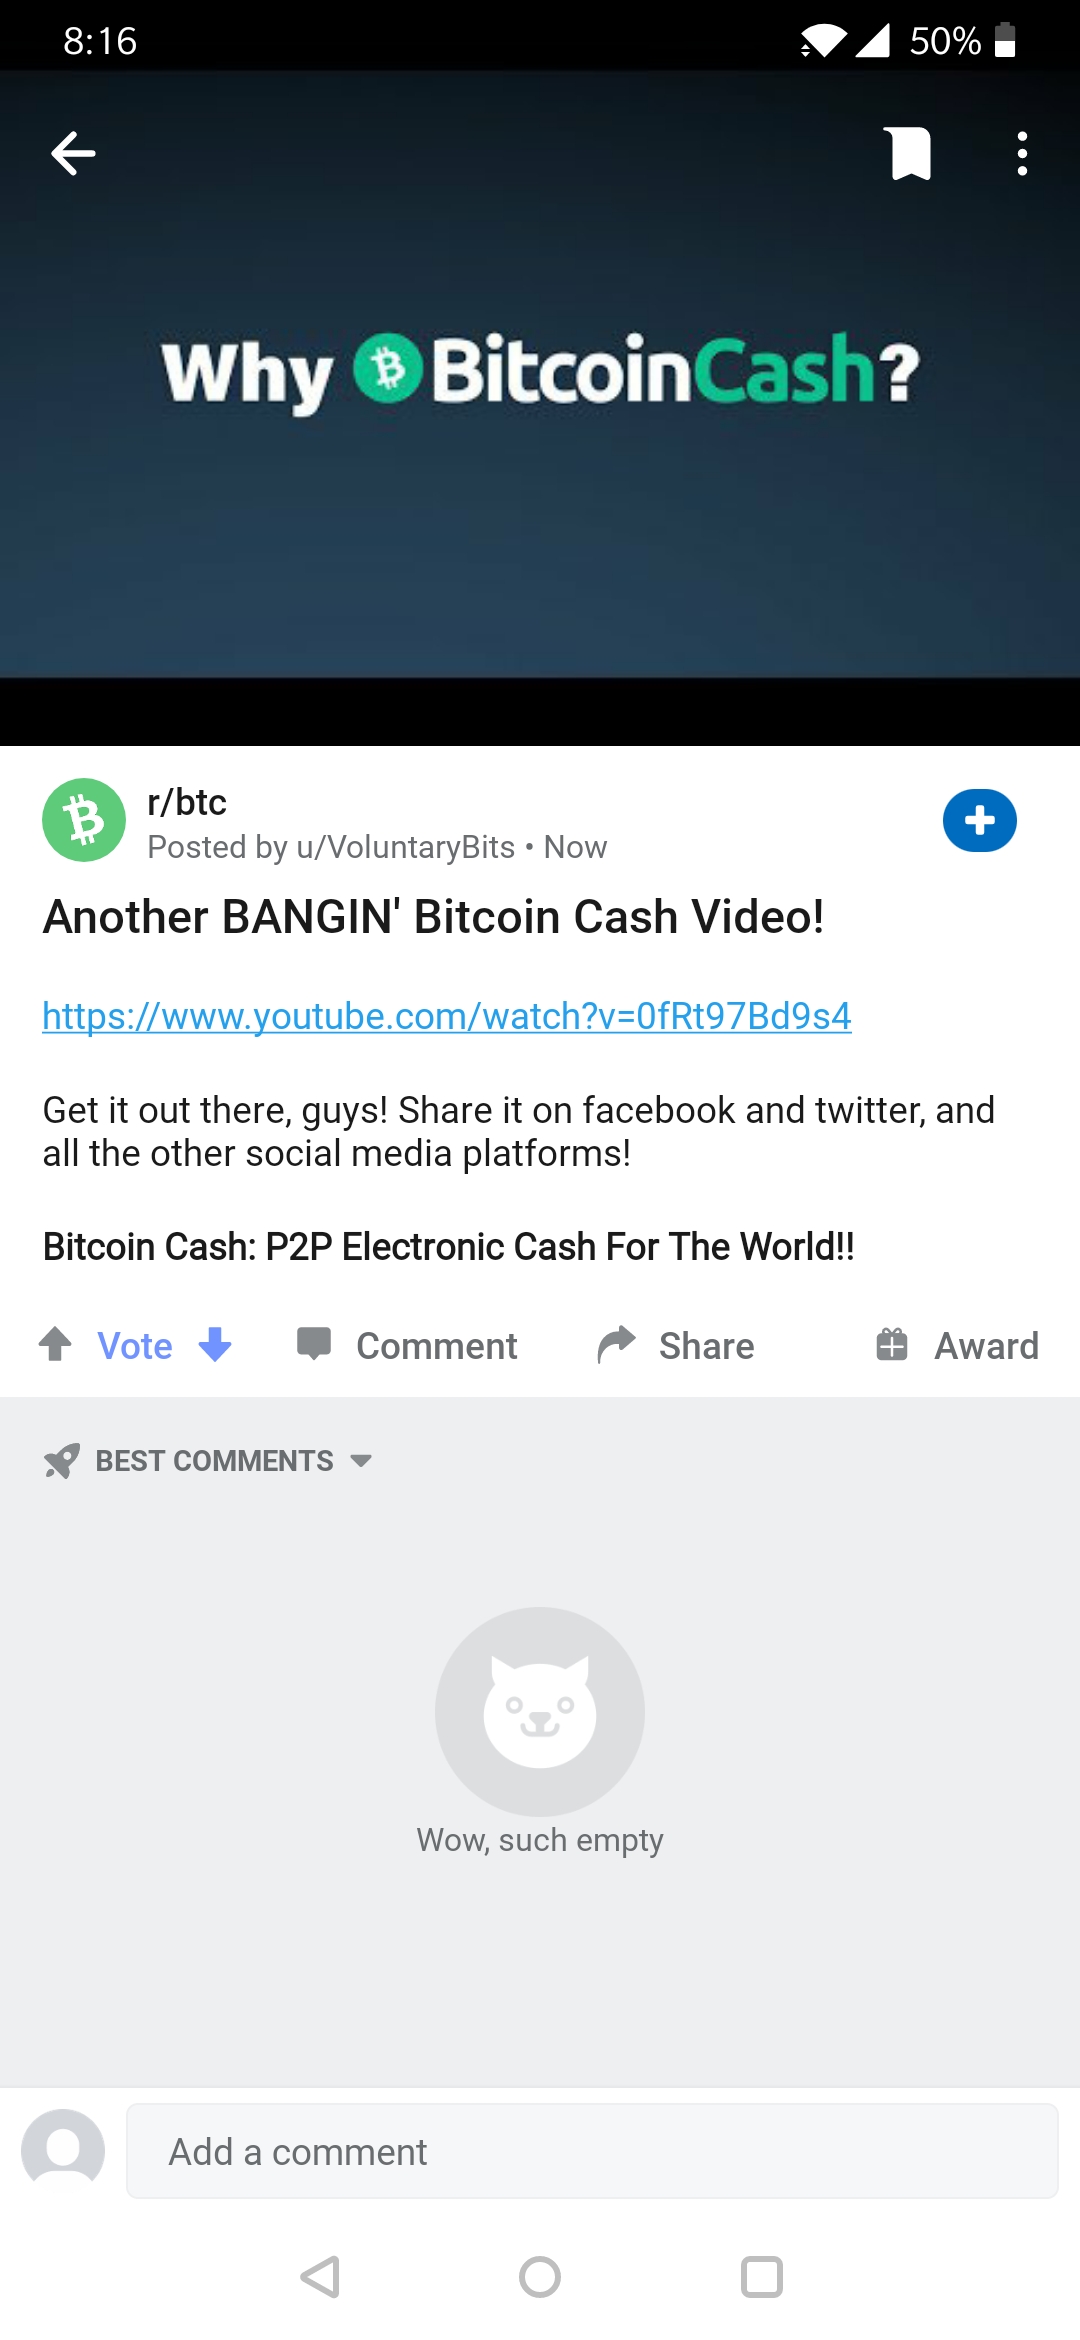 8:16
50%
Why BitcoinCash?
r/btc
Posted by u/VoluntaryBits • Now
Another BANGIN' Bitcoin Cash Video!
https://www.youtube.com/watch?v=0fRt97Bd9s4
Get it out there, guys! Share it on facebook and twitter, and
all the other social media platforms!
Bitcoin Cash: P2P Electronic Cash For The World!!
Vote Comment Share Award
BEST COMMENTS
Wow, such empty
Add a comment